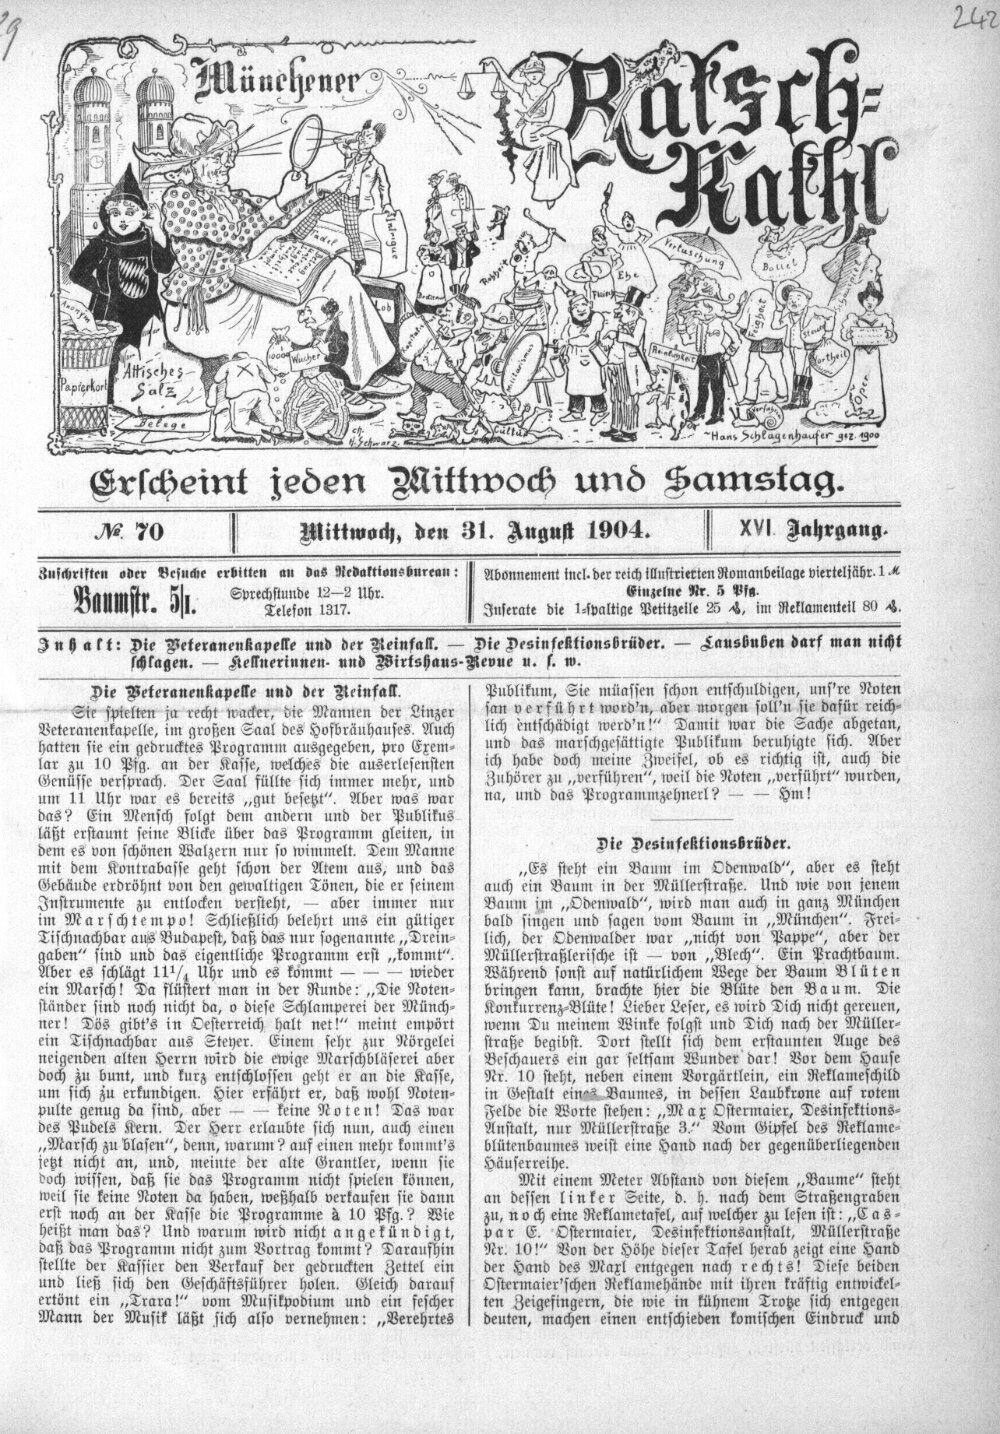 242
Münchener
Ratsch-
Kathl
Tadel
Intrigue
Lob
Vertuschung
Ballet
Ehe
Rohheit
Reinlichkeit
Vortheil
Oper
Wucher
Militarismus
Cultur
Anonym
Papierkorb
Attisches
Salz
Belege
Hans Schlagenhaufer gez. 1900
Erscheint jeden Mittwoch und Samstag.
№. 70
Mittwoch, den 31. August 1904.
XVI. Jahrgang.
Zuschriften oder Besuche erbitten an das Redaktionsbureau:
Baumstr. 5/I.
Sprechstunde 12—2 Uhr.
Telefon 1317.
Abonnement incl. der reich illustrierten Romanbeilage vierteljähr. 1 M
Einzelne Nr. 5 Pfg.
Inserate die 1-spaltige Petitzeile 25 ₰, im Reklamenteil 80 ₰.
Inhalt: Die Veteranenkapelle und der Reinfall. — Die Desinfektionsbrüder. — Lausbuben darf man nicht
schlagen. — Kellnerinnen- und Wirtshaus-Revue u. s. w.
Die Veteranenkapelle und der Reinfall.
Sie spielten ja recht wacker, die Mannen der Linzer
Veteranenkapelle, im großen Saal des Hofbräuhauses. Auch
hatten sie ein gedrucktes Programm ausgegeben, pro Exem-
lar zu 10 Pfg. an der Kasse, welches die auserlesensten
Genüsse versprach. Der Saal füllte sich immer mehr, und
um 11 Uhr war es bereits „gut besetzt". Aber was war
das? Ein Mensch folgt dem andern und der Publikus
läßt erstaunt seine Blicke über das Programm gleiten, in
dem es von schönen Walzern nur so wimmelt. Dem Manne
mit dem Kontrabasse geht schon der Atem aus, und das
Gebäude erdröhnt von den gewaltigen Tönen, die er seinem
Instrumente zu entlocken versteht, — aber immer nur
im Marschtempo! Schließlich belehrt uns ein gütiger
Tischnachbar aus Budapest, daß das nur sogenannte „Drein-
gaben" sind und das eigentliche Programm erst „kommt".
Aber es schlägt 11¼ Uhr und es kommt — — — wieder
ein Marsch! Da flüstert man in der Runde: „Die Noten-
ständer sind noch nicht da, o diese Schlamperei der Münch-
ner! Dös gibt's in Oesterreich halt net!" meint empört
ein Tischnachbar aus Steyer. Einem sehr zur Nörgelei
neigenden alten Herrn wird die ewige Marschbläserei aber
doch zu bunt, und kurz entschlossen geht er an die Kasse,
um sich zu erkundigen. Hier erfährt er, daß wohl Noten-
pulte genug da sind, aber — — keine Noten! Das war
des Pudels Kern. Der Herr erlaubte sich nun, auch einen
„Marsch zu blasen", denn, warum? auf einen mehr kommt's
jetzt nicht an, und, meinte der alte Grantler, wenn sie
doch wissen, daß sie das Programm nicht spielen können,
weil sie keine Noten da haben, weßhalb verkaufen sie dann
erst noch an der Kasse die Programme à 10 Pfg.? Wie
heißt man das? Und warum wird nicht angekündigt,
daß das Programm nicht zum Vortrag kommt? Daraufhin
stellte der Kassier den Verkauf der gedruckten Zettel ein
und ließ sich den Geschäftsführer holen. Gleich darauf
ertönt ein „Trara!" vom Musikpodium und ein fescher
Mann der Musik läßt sich also vernehmen: „Verehrtes
Publikum, Sie müassen schon entschuldigen, uns're Noten
san verführt word'n, aber morgen soll'n sie dafür reich-
lich entschädigt werd'n!" Damit war die Sache abgetan,
und das marschgesättigte Publikum beruhigte sich. Aber
ich habe doch meine Zweifel, ob es richtig ist, auch die
Zuhörer zu „verführen", weil die Noten „verführt" wurden,
na, und das Programmzehnerl? — — Hm!
Die Desinfektionsbrüder.
„Es steht ein Baum im Odenwald", aber es steht
auch ein Baum in der Müllerstraße. Und wie von jenem
Baum im „Odenwald", wird man auch in ganz München
bald singen und sagen vom Baum in „München". Frei-
lich, der Odenwalder war „nicht von Pappe", aber der
Müllerstraßlerische ist — von „Blech". Ein Prachtbaum.
Während sonst auf natürlichem Wege der Baum Blüten
bringen kann, brachte hier die Blüte den Baum. Die
Konkurrenz-Blüte! Lieber Leser, es wird Dich nicht gereuen,
wenn Du meinem Winke folgst und Dich nach der Müller-
straße begibst. Dort stellt sich dem erstaunten Auge des
Beschauers ein gar seltsam Wunder dar! Vor dem Hause
Nr. 10 steht, neben einem Vorgärtlein, ein Reklameschild
in Gestalt eines Baumes, in dessen Laubkrone auf rotem
Felde die Worte stehen: „Max Ostermaier, Desinfektions-
Anstalt, nur Müllerstraße 3." Vom Gipfel des Reklame-
blütenbaumes weist eine Hand nach der gegenüberliegenden
Häuserreihe.
Mit einem Meter Abstand von diesem „Baume" steht
an dessen linker Seite, d. h. nach dem Straßengraben
zu, noch eine Reklametafel, auf welcher zu lesen ist: „Cas-
par E. Ostermaier, Desinfektionsanstalt, Müllerstraße
Nr. 10!" Von der Höhe dieser Tafel herab zeigt eine Hand
der Hand des Maxl entgegen nach rechts! Diese beiden
Ostermaier'schen Reklamehände mit ihren kräftig entwickel-
ten Zeigefingern, die wie in kühnem Trotze sich entgegen
deuten, machen einen entschieden komischen Eindruck und